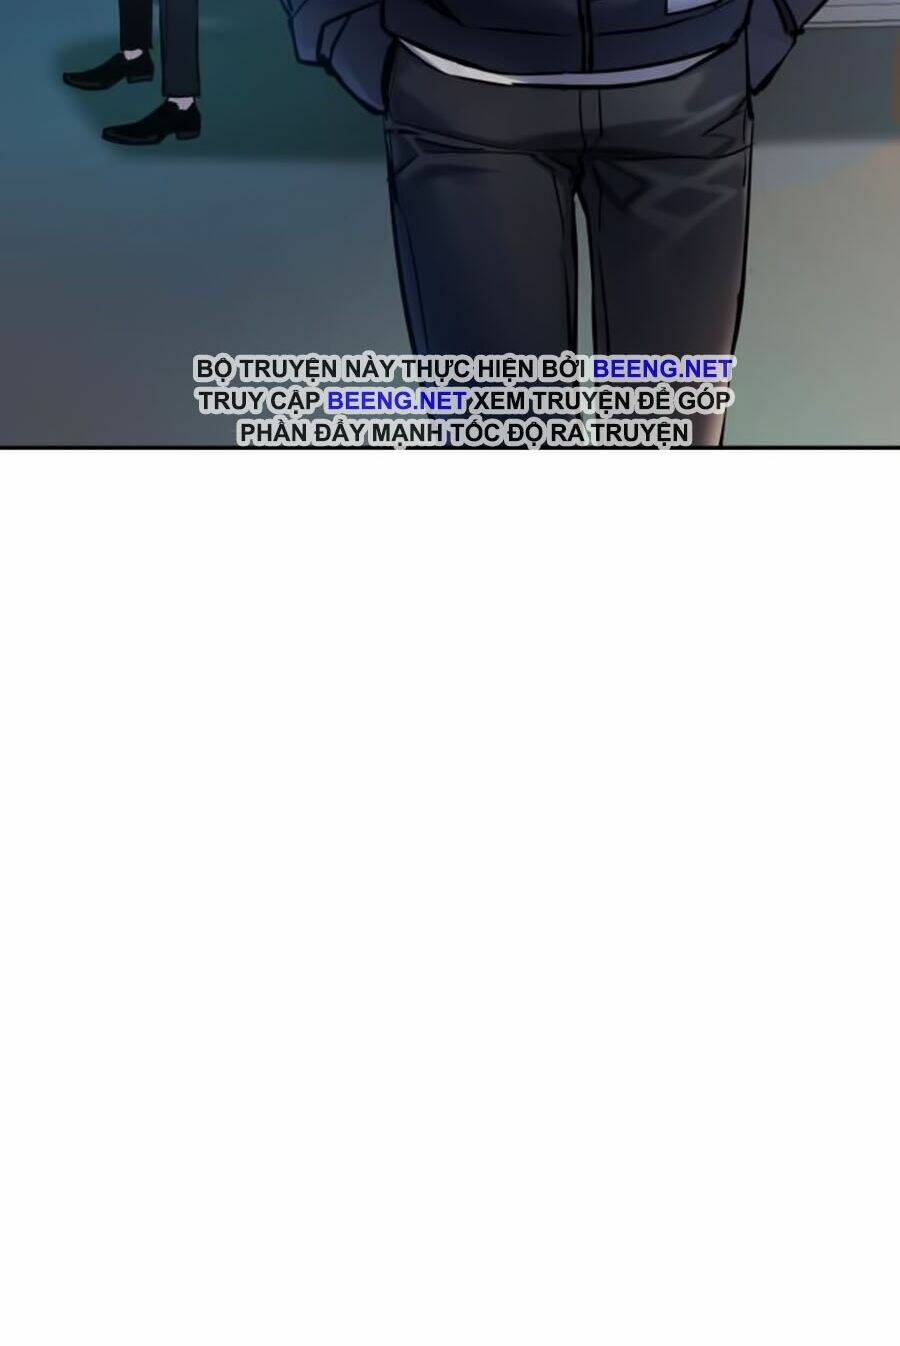 BỘ TRUYỆN NÀY THỰC HIỆN BỞI BEENG.NET
TRUY CẬP BEENG.NET XEM TRUYỆN ĐỂ GÓP
PHẦN ĐẨY MẠNH TỐC ĐỘ RA TRUYỆN